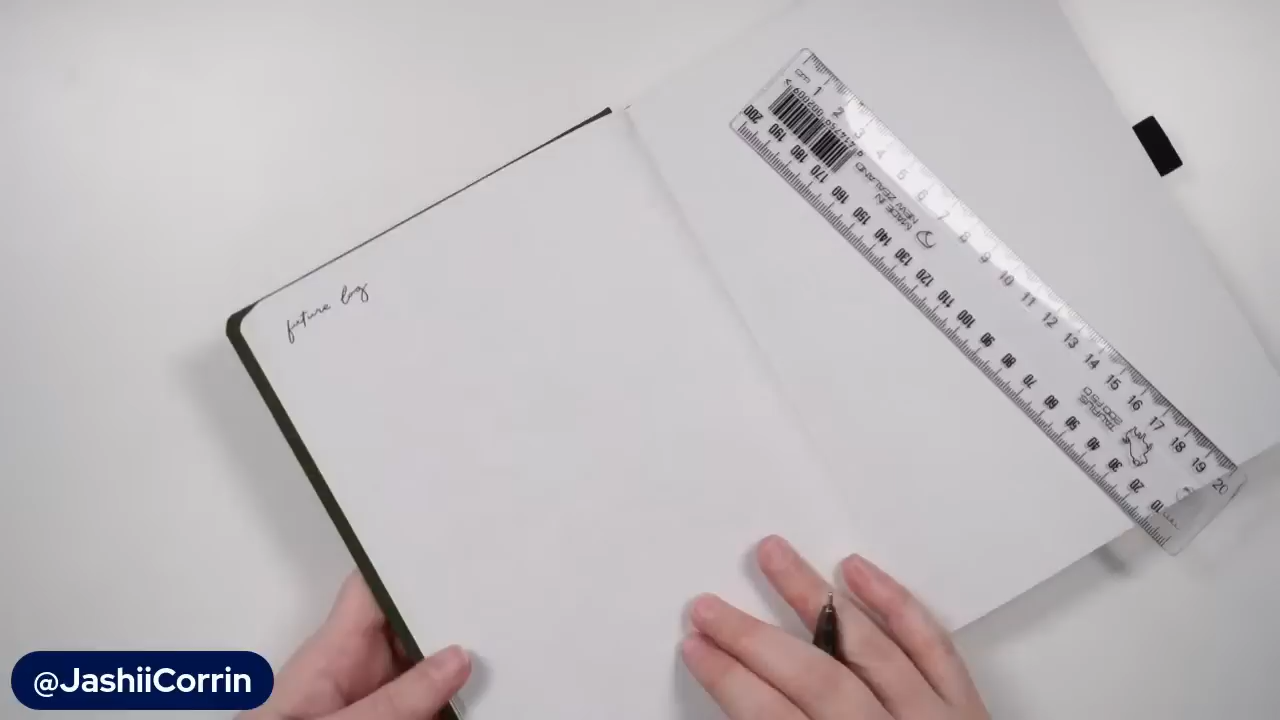 future log
cm 1 2 3 4 5 6 7 8 9 10 11 12 13 14 15 16 17 18 19 20
200 190 180 170 160 150 140 130 120 110 100 90 80 70 60 50 40 30 20 10
MADE IN
NEW ZEALAND
TAURUS
@JashiiCorrin